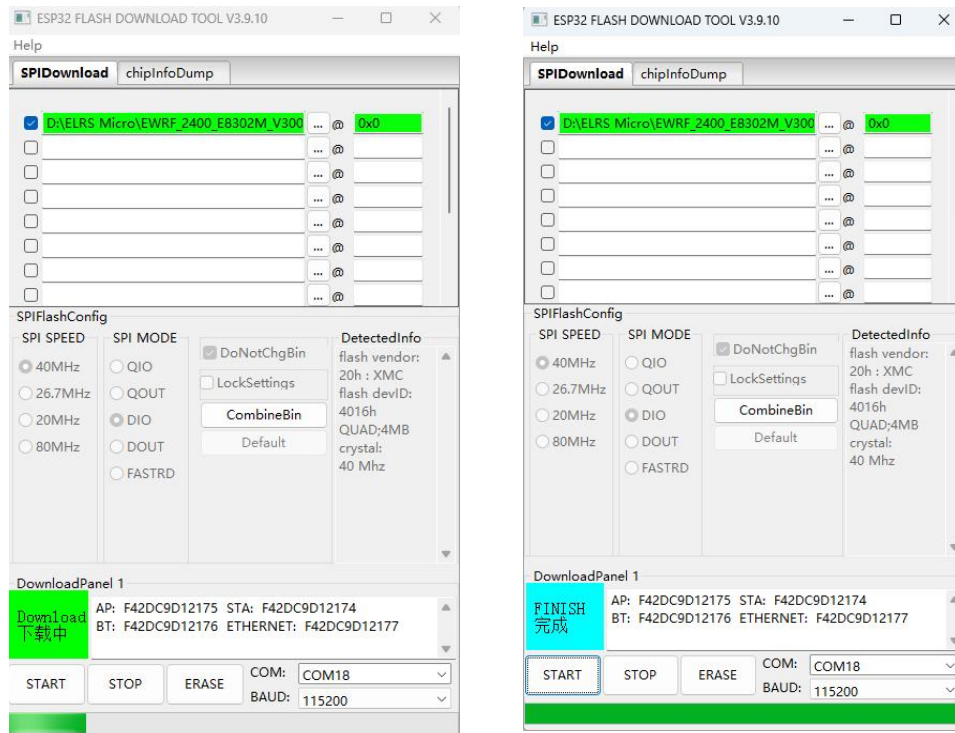 ESP32 FLASH DOWNLOAD TOOL V3.9.10
Help
SPIDownload chipInfoDump
D:\ELRS Micro\EWRF_2400_E8302M_V300 ... @ 0x0
... @
... @
... @
... @
... @
... @
... @
SPIFlashConfig
SPI SPEED SPI MODE DetectedInfo
40MHz QIO DoNotChgBin flash vendor:
26.7MHz QOUT LockSettings 20h : XMC
20MHz DIO CombineBin flash devID:
80MHz DOUT Default 4016h
FASTRD QUAD;4MB
crystal:
40 Mhz
DownloadPanel 1
Download
下载中
AP: F42DC9D12175 STA: F42DC9D12174
BT: F42DC9D12176 ETHERNET: F42DC9D12177
START STOP ERASE COM: COM18
BAUD: 115200
ESP32 FLASH DOWNLOAD TOOL V3.9.10
Help
SPIDownload chipInfoDump
D:\ELRS Micro\EWRF_2400_E8302M_V300 ... @ 0x0
... @
... @
... @
... @
... @
... @
... @
SPIFlashConfig
SPI SPEED SPI MODE DetectedInfo
40MHz QIO DoNotChgBin flash vendor:
26.7MHz QOUT LockSettings 20h : XMC
20MHz DIO CombineBin flash devID:
80MHz DOUT Default 4016h
FASTRD QUAD;4MB
crystal:
40 Mhz
DownloadPanel 1
FINISH
完成
AP: F42DC9D12175 STA: F42DC9D12174
BT: F42DC9D12176 ETHERNET: F42DC9D12177
START STOP ERASE COM: COM18
BAUD: 115200